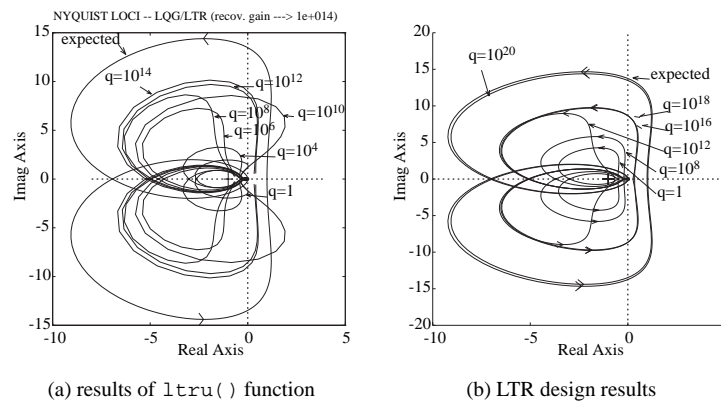 NYQUIST LOCI -- LQG/LTR (recov. gain ---> 1e+014)
15
10
5
0
-5
-10
-15
-10
-5
0
5
Imag Axis
Real Axis
expected
q=10^14
q=10^12
q=10^10
q=10^8
q=10^6
q=10^4
q=1
(a) results of ltru() function
20
15
10
5
0
-5
-10
-15
-20
-10
-5
0
Imag Axis
Real Axis
q=10^20
expected
q=10^18
q=10^16
q=10^12
q=10^8
q=1
(b) LTR design results